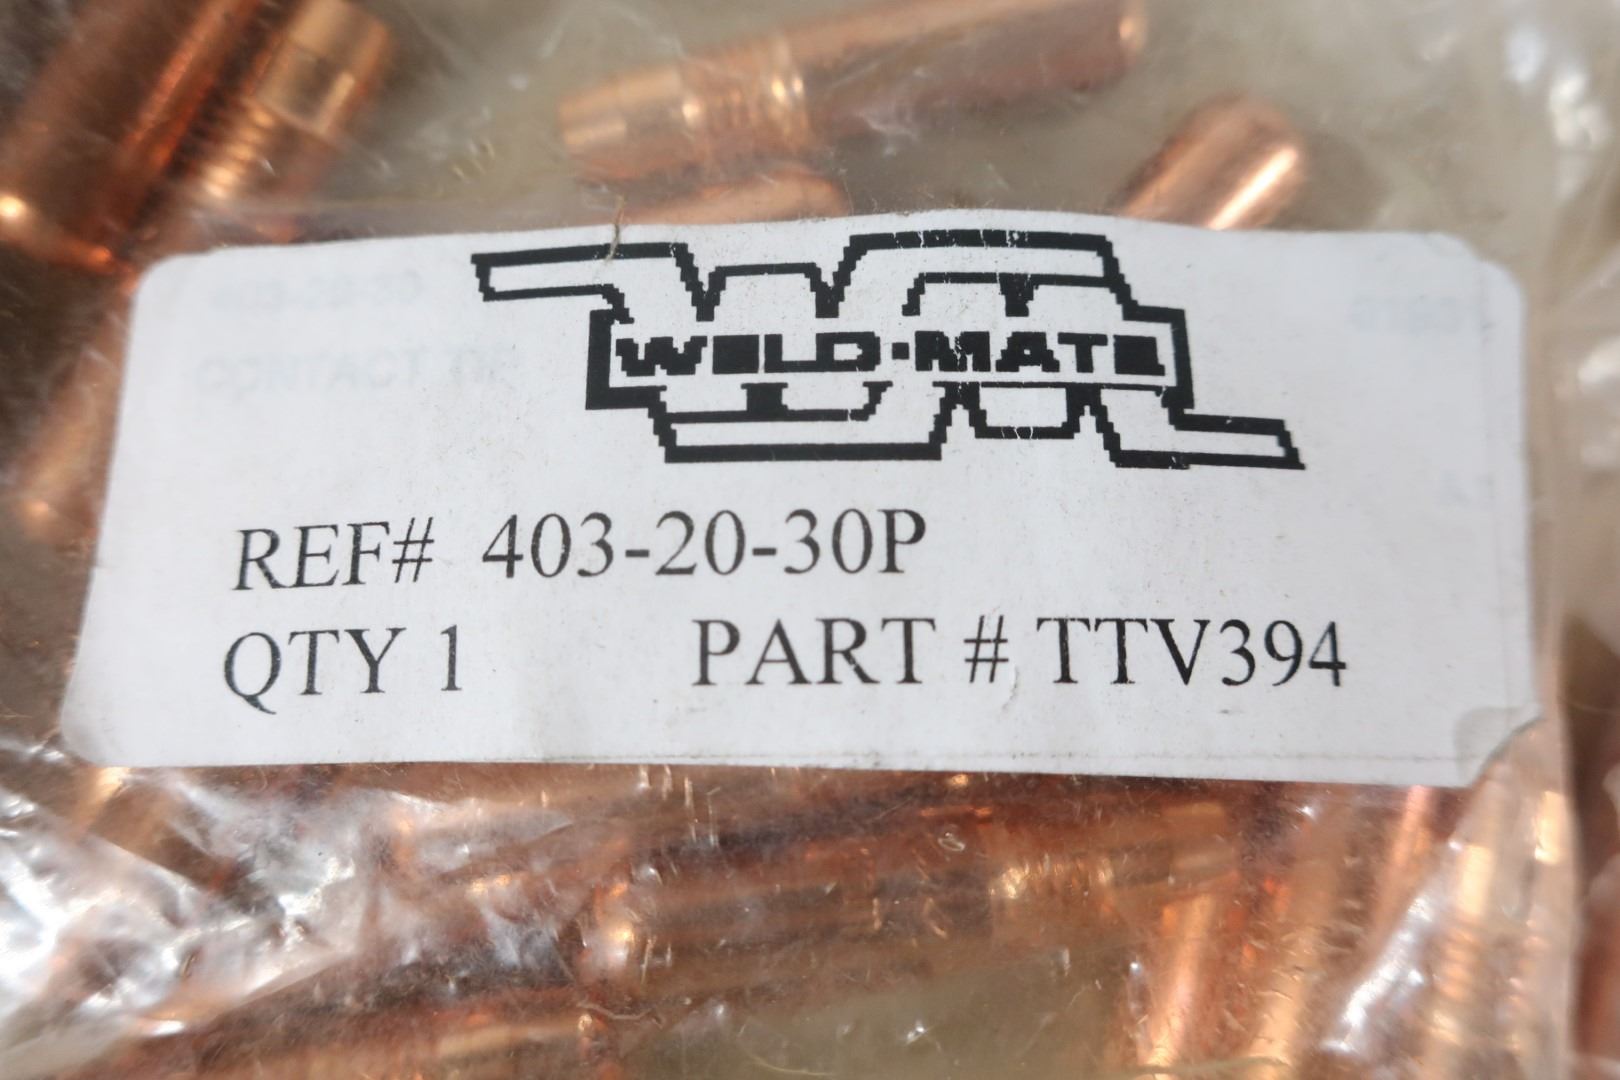 WELD-MATE
REF# 403-20-30P
QTY 1 PART # TTV394